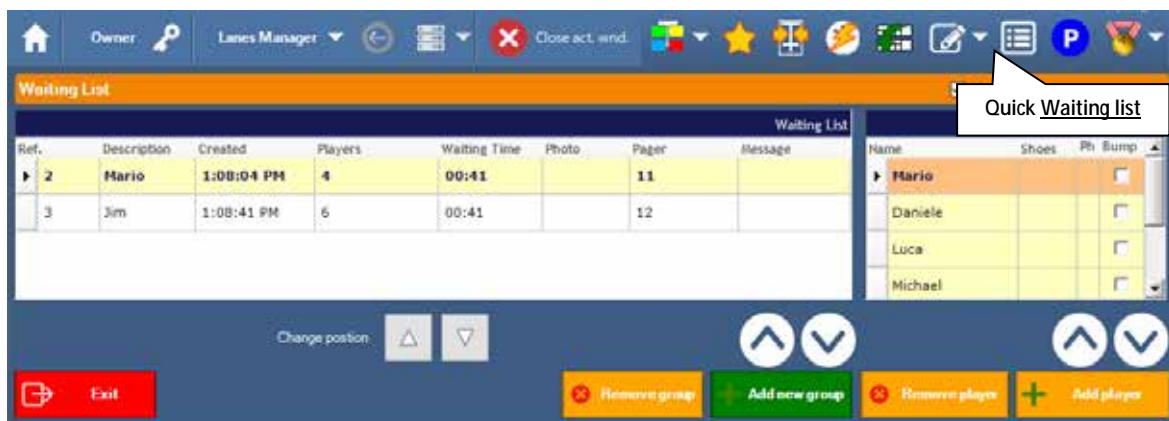 Owner Lanes Manager Close act. wnd. P
Waiting List
Quick Waiting list
Waiting List
Ref. Description Created Players Waiting Time Photo Pager Message
2 Mario 1:08:04 PM 4 00:41 11
3 Jim 1:08:41 PM 6 00:41 12
Name Shoes Ph Bump
Mario
Daniele
Luca
Michael
Change postion
Exit Remove group Add new group Remove player Add player